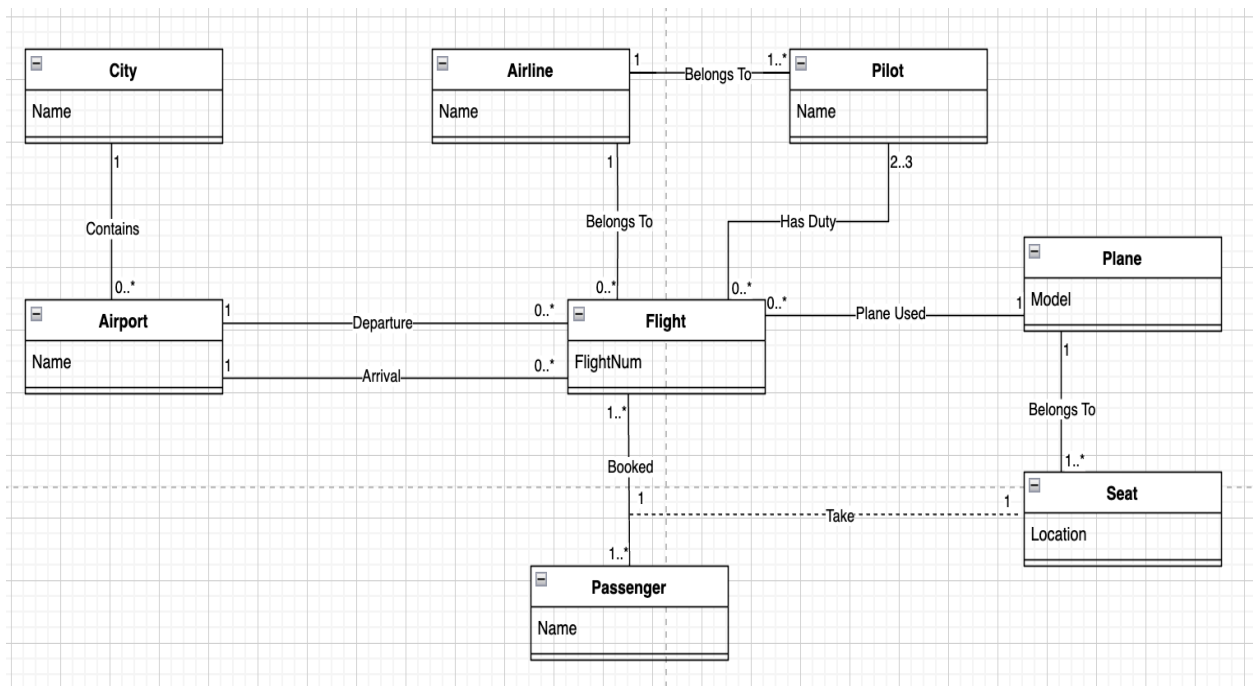 City
Name
Airline
Name
1
Belongs To
1..*
Pilot
Name
1
Contains
0..*
1
Belongs To
0..*
2..3
Has Duty
0..*
Airport
Name
1
Departure
0..*
1
Arrival
0..*
Flight
FlightNum
0..*
Plane Used
1
Plane
Model
1
Belongs To
1..*
1..*
Booked
1..*
1
Take
1
Seat
Location
Passenger
Name